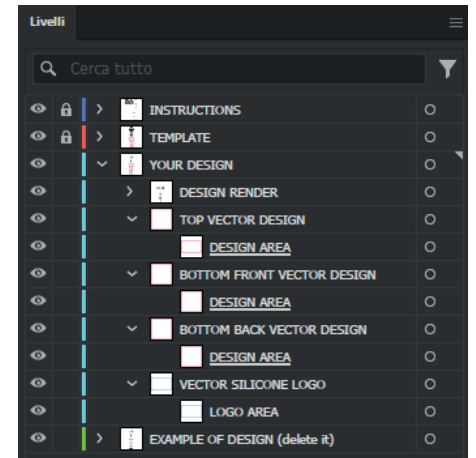 Livelli
Cerca tutto
INSTRUCTIONS
TEMPLATE
YOUR DESIGN
DESIGN RENDER
TOP VECTOR DESIGN
DESIGN AREA
BOTTOM FRONT VECTOR DESIGN
DESIGN AREA
BOTTOM BACK VECTOR DESIGN
DESIGN AREA
VECTOR SILICONE LOGO
LOGO AREA
EXAMPLE OF DESIGN (delete it)